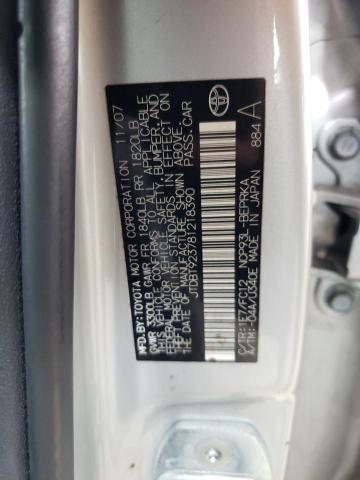 MFD.BY:TOYOTA MOTOR CORPORATION 11/07
GVWR 3300LB GAWR FR 1840LB RR 1820LB
THIS VEHICLE CONFORMS TO ALL APPLICABLE
FEDERAL MOTOR VEHICLE SAFETY, BUMPER, AND
THEFT PREVENTION STANDARDS IN EFFECT ON
THE DATE OF MANUFACTURE SHOWN ABOVE.
JTDBT923781218390 PASS.CAR
C/TR:1F7/FC12 NCP93L-BEPRKA
A/TM:-04A/U340E MADE IN JAPAN 884
A